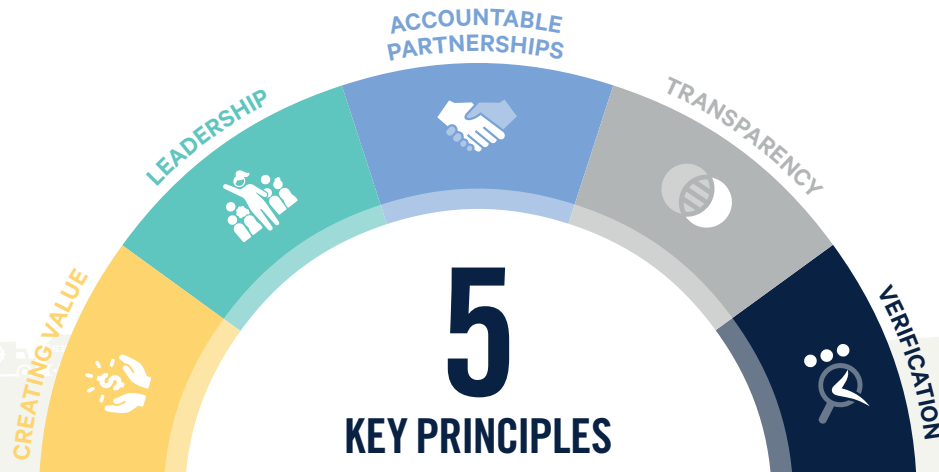 ACCOUNTABLE
PARTNERSHIPS
LEADERSHIP
TRANSPARENCY
CREATING VALUE
VERIFICATION
$
5
KEY PRINCIPLES